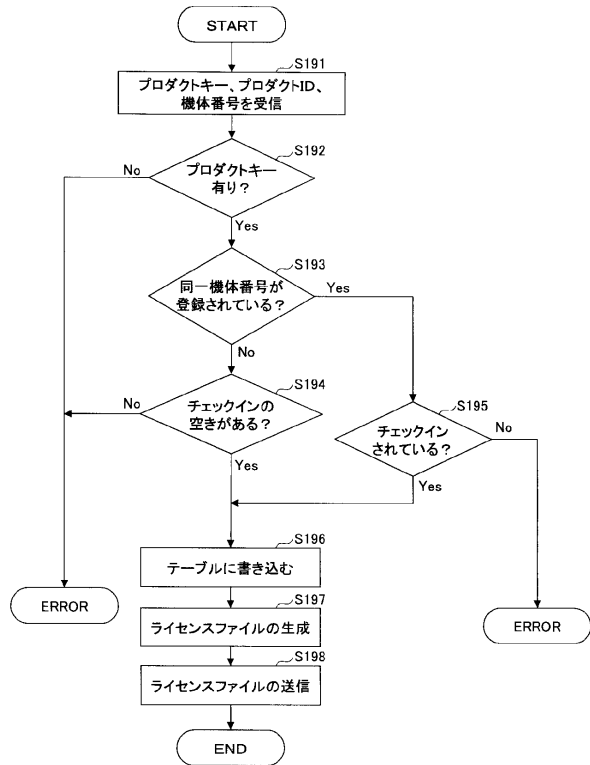 START
S191
プロダクトキー、プロダクトID、
機体番号を受信
S192
プロダクトキー
有り？
No
Yes
S193
同一機体番号が
登録されている？
Yes
No
S194
チェックインの
空きがある？
No
Yes
S195
チェックイン
されている？
No
Yes
S196
テーブルに書き込む
S197
ライセンスファイルの生成
S198
ライセンスファイルの送信
ERROR
ERROR
END